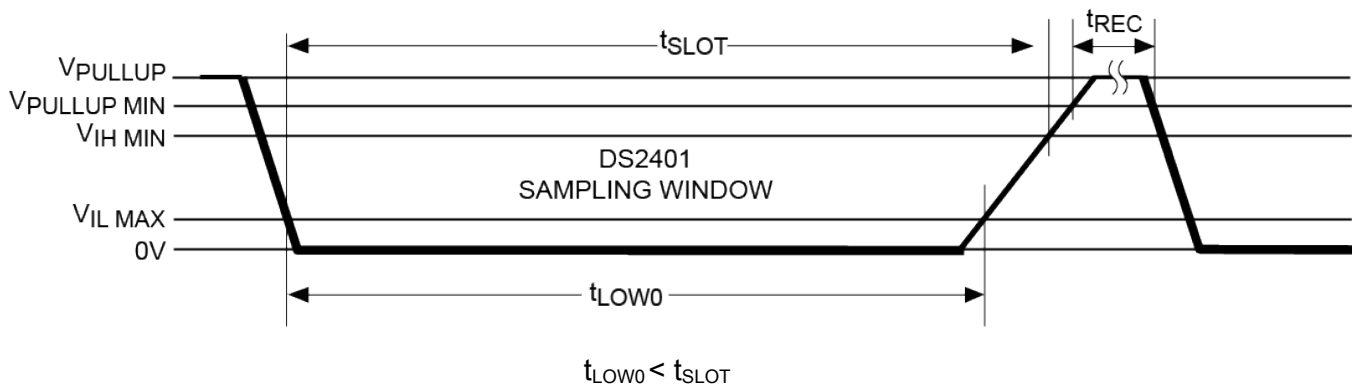 tREC
tSLOT
VPULLUP
VPULLUP MIN
VIH MIN
DS2401
SAMPLING WINDOW
VIL MAX
0V
tLOW0
tLOW0 < tSLOT